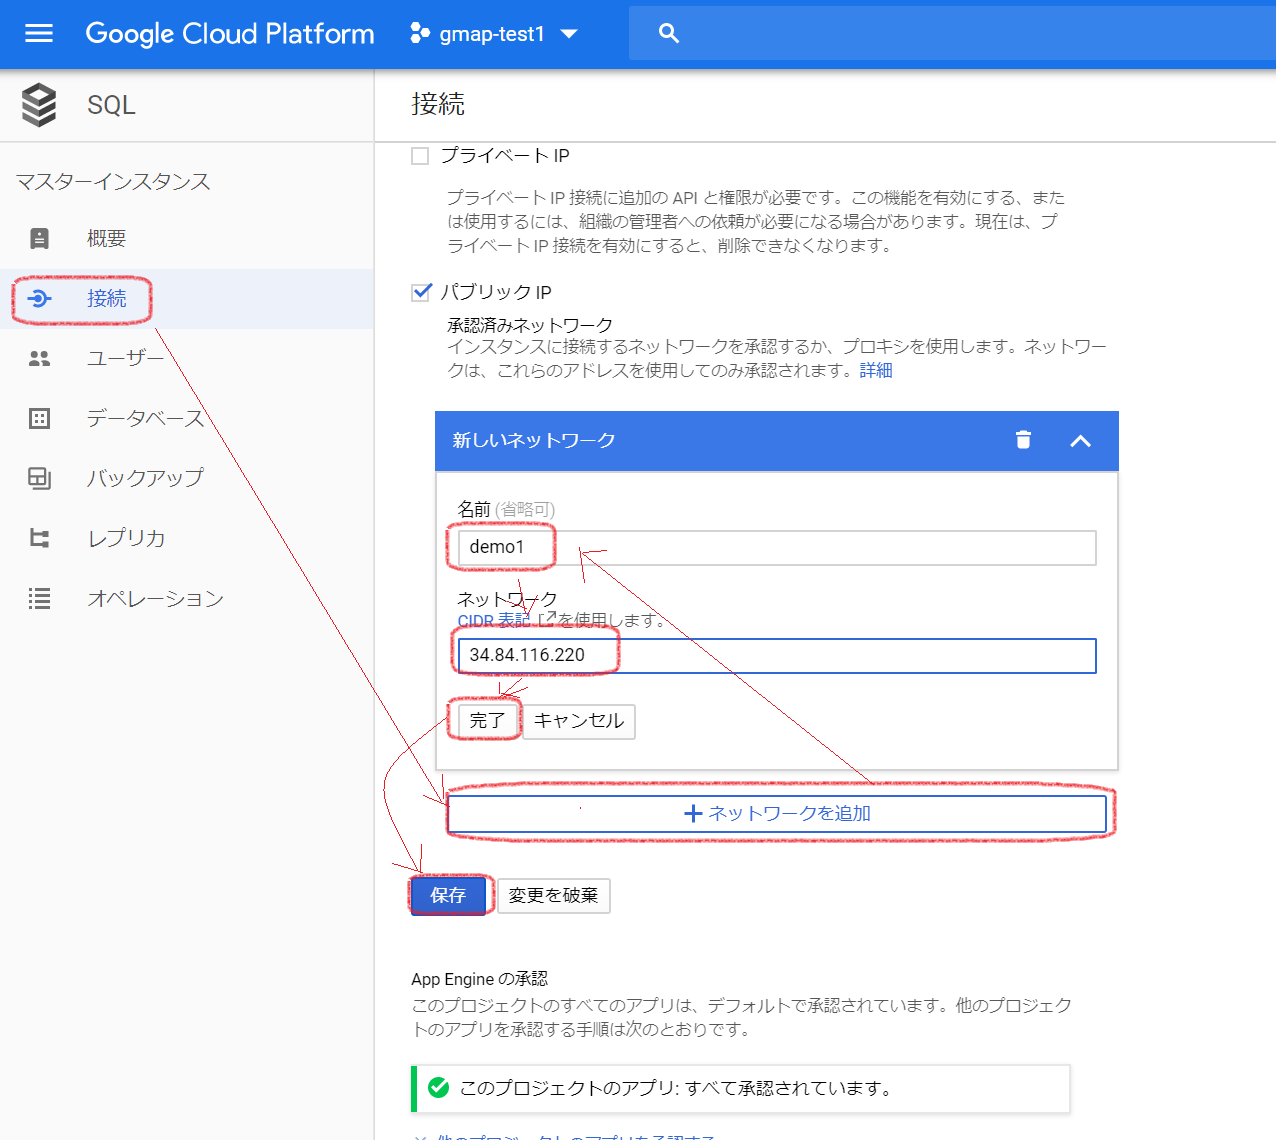 Google Cloud Platform
gmap-test1
SQL
接続
マスターインスタンス
概要
接続
ユーザー
データベース
バックアップ
レプリカ
オペレーション
プライベート IP
プライベート IP 接続に追加の API と権限が必要です。この機能を有効にする、また
は使用するには、組織の管理者への依頼が必要になる場合があります。現在は、プ
ライベート IP 接続を有効にすると、削除できなくなります。
パブリック IP
承認済みネットワーク
インスタンスに接続するネットワークを承認するか、プロキシを使用します。ネットワー
クは、これらのアドレスを使用してのみ承認されます。詳細
新しいネットワーク
名前 (省略可)
demo1
ネットワーク
CIDR 表記 を使用します。
34.84.116.220
完了
キャンセル
ネットワークを追加
保存
変更を破棄
App Engine の承認
このプロジェクトのすべてのアプリは、デフォルトで承認されています。他のプロジェク
トのアプリを承認する手順は次のとおりです。
このプロジェクトのアプリ: すべて承認されています。
他のプロジェクトのアプリを承認する